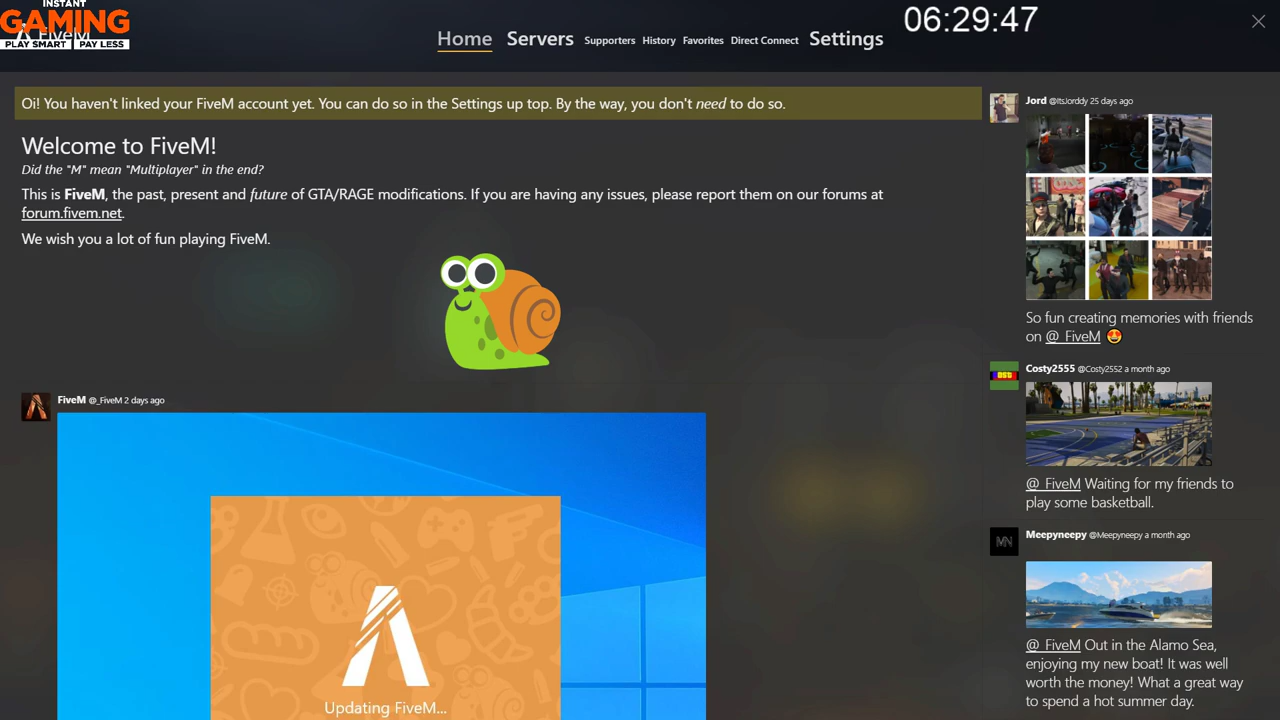 INSTANT
GAMING
PLAY SMART | PAY LESS
FiveM
Home Servers Supporters History Favorites Direct Connect Settings
06:29:47
Oi! You haven't linked your FiveM account yet. You can do so in the Settings up top. By the way, you don't need to do so.
Welcome to FiveM!
Did the "M" mean "Multiplayer" in the end?
This is FiveM, the past, present and future of GTA/RAGE modifications. If you are having any issues, please report them on our forums at
forum.fivem.net.
We wish you a lot of fun playing FiveM.
FiveM @_FiveM 2 days ago
Updating FiveM...
Jord @ItsJorddy 25 days ago
So fun creating memories with friends
on @_FiveM 😍
Costy2555 @Costy2552 a month ago
@_FiveM Waiting for my friends to
play some basketball.
MN
Meepyneepy @Meepyneepy a month ago
@_FiveM Out in the Alamo Sea,
enjoying my new boat! It was well
worth the money! What a great way
to spend a hot summer day.